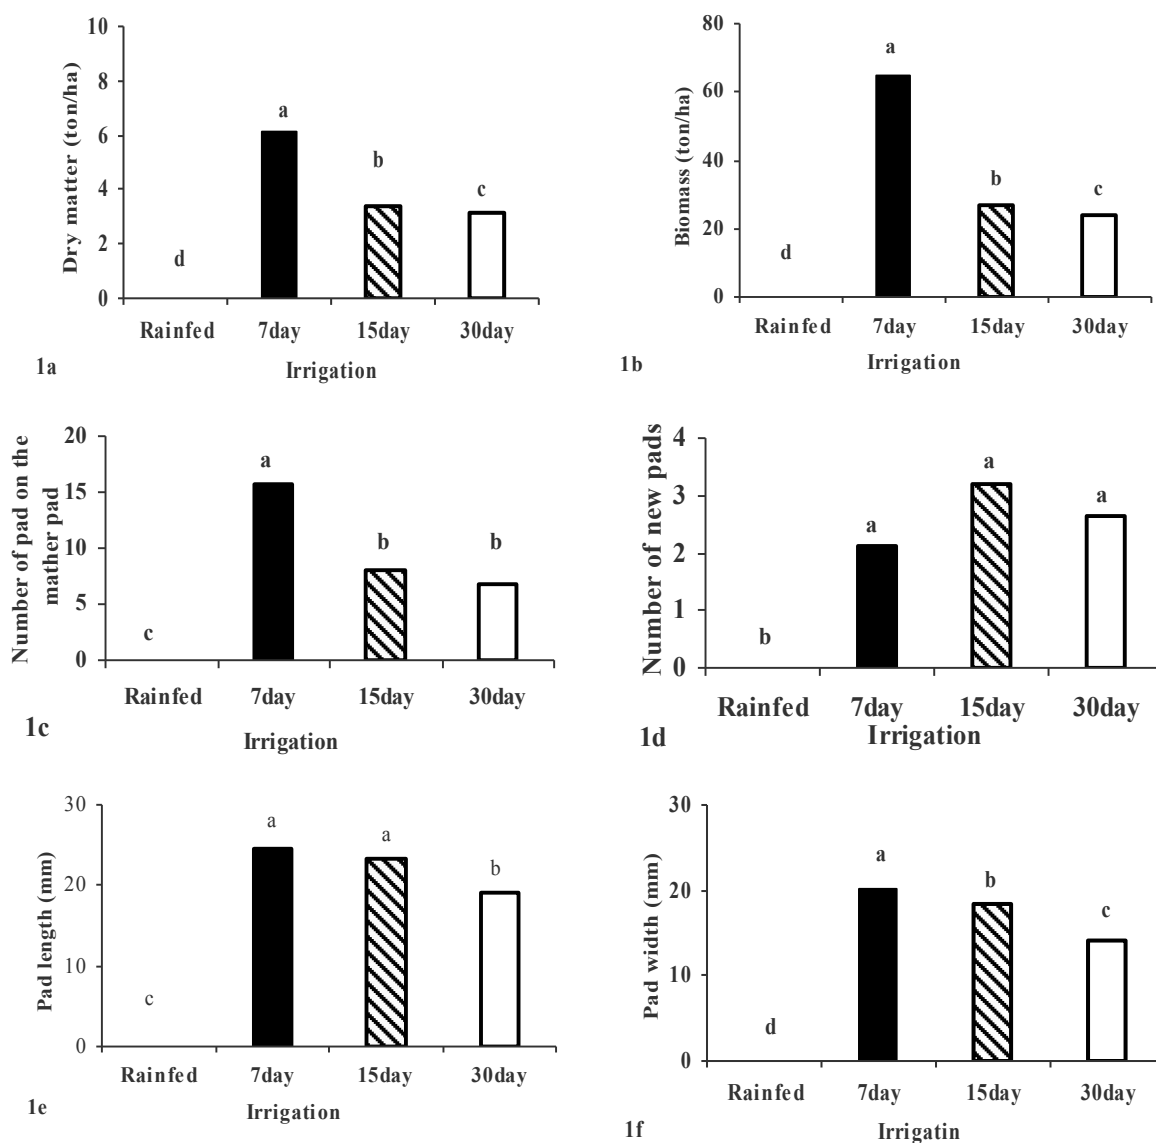 10
8
6
4
2
0
Dry matter (ton/ha)
d
a
b
c
Rainfed 7day 15day 30day
Irrigation
1a
80
60
40
20
0
Biomass (ton/ha)
d
a
b
c
Rainfed 7day 15day 30day
Irrigation
1b
20
15
10
5
0
Number of pad on the
mather pad
c
a
b
b
Rainfed 7day 15day 30day
Irrigation
1c
4
3
2
1
0
Number of new pads
b
a
a
a
Rainfed 7day 15day 30day
Irrigation
1d
30
20
10
0
Pad length (mm)
c
a
a
b
Rainfed 7day 15day 30day
Irrigation
1e
30
20
10
0
Pad width (mm)
d
a
b
c
Rainfed 7day 15day 30day
Irrigatin
1f